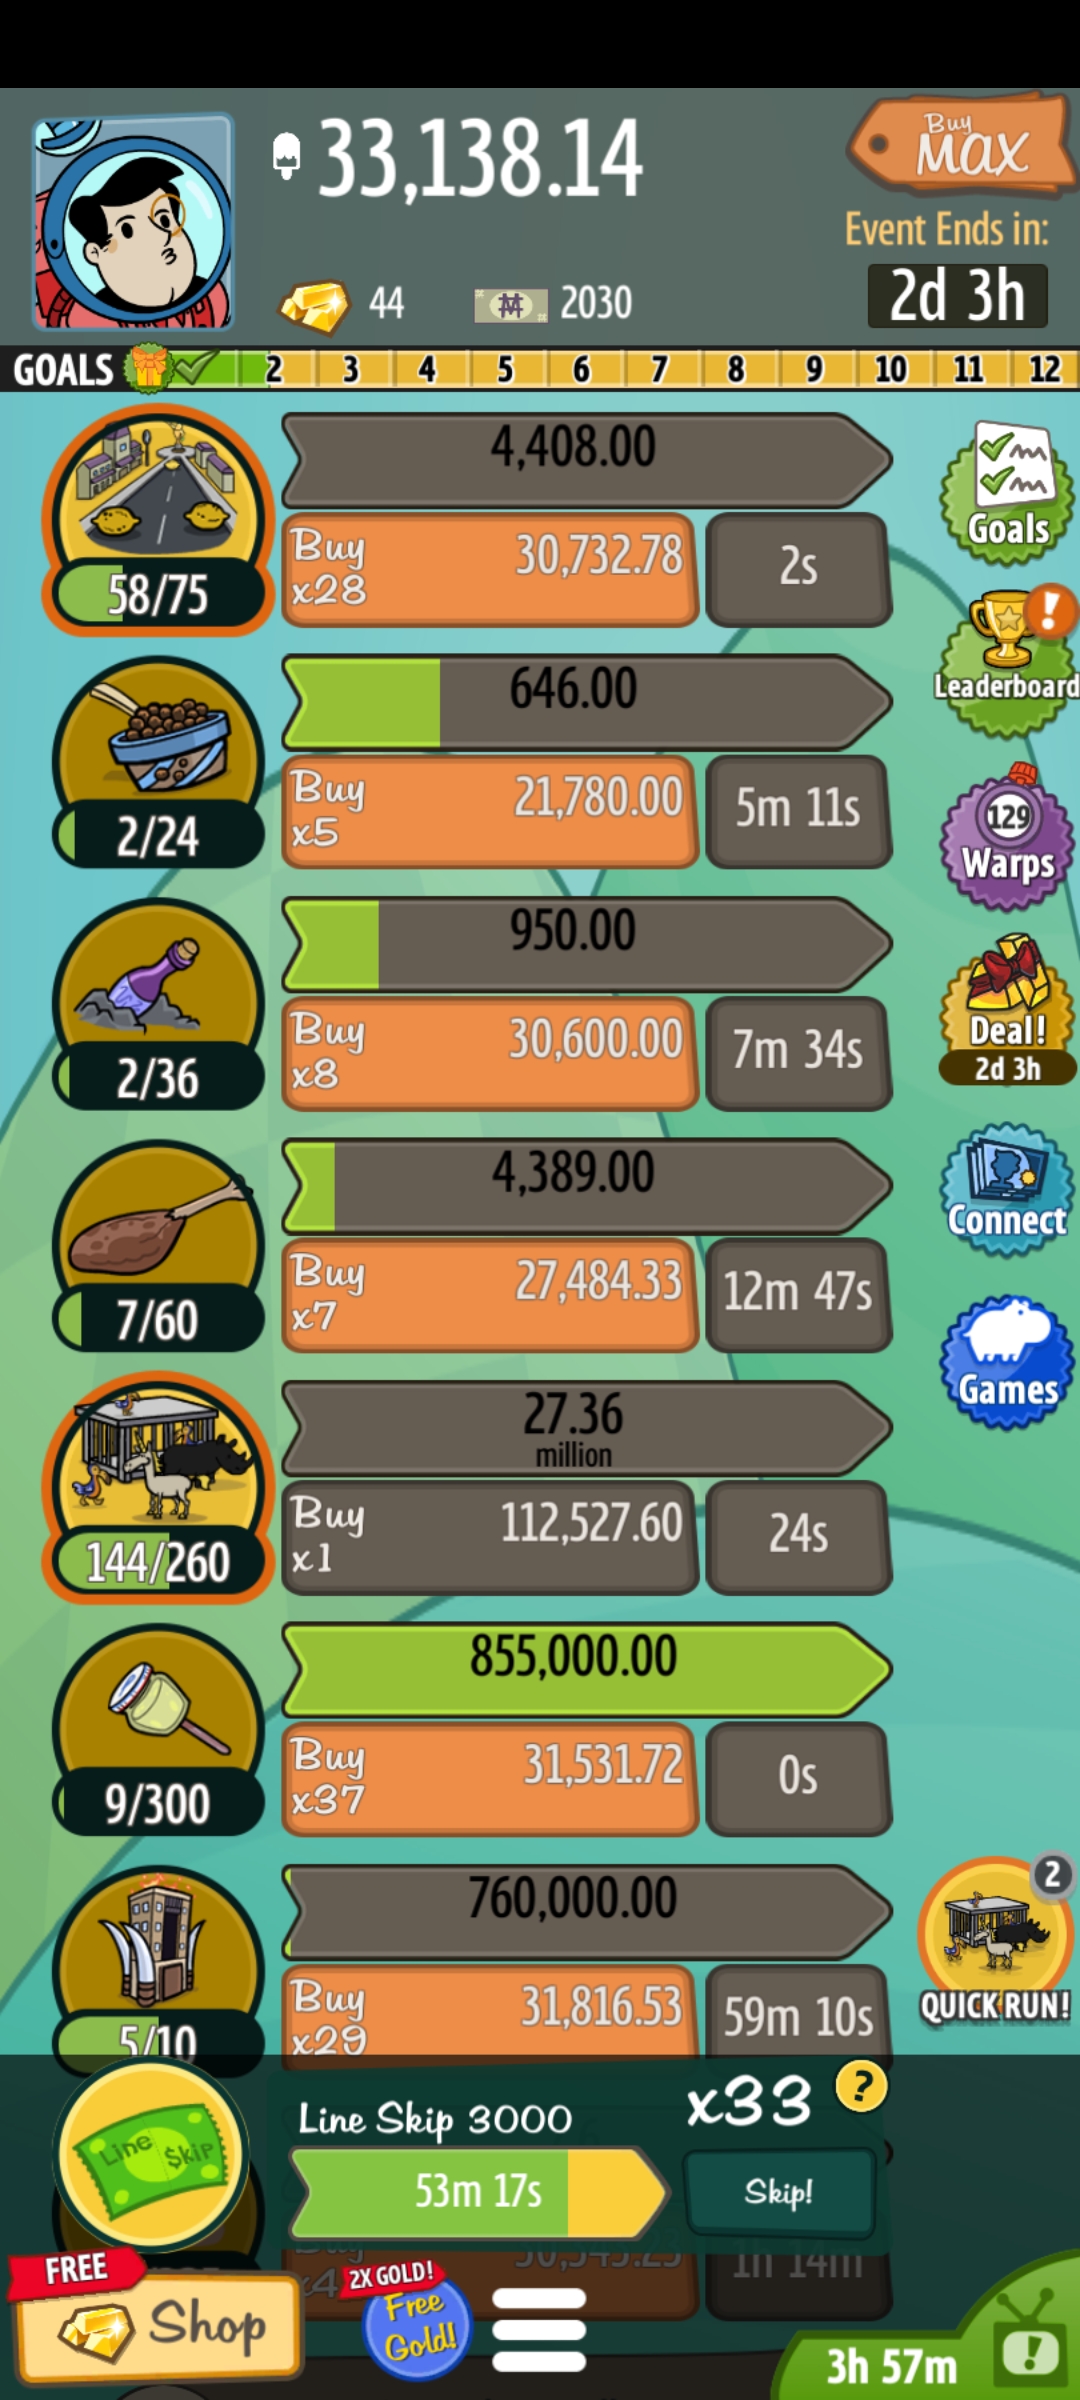 33,138.14
Buy
MAX
Event Ends in:
44
2030
2d 3h
GOALS 2 3 4 5 6 7 8 9 10 11 12
4,408.00
Buy
x28
30,732.78
2s
58/75
Goals
646.00
Buy
x5
21,780.00
5m 11s
2/24
!
Leaderboard
950.00
Buy
x8
30,600.00
7m 34s
2/36
129
Warps
Deal!
2d 3h
4,389.00
Buy
x7
27,484.33
12m 47s
7/60
Connect
Games
27.36
million
Buy
x1
112,527.60
24s
144/260
855,000.00
Buy
x37
31,531.72
0s
9/300
760,000.00
Buy
x29
31,816.53
59m 10s
5/10
2
QUICK RUN!
Line Skip
Line Skip 3000
x33
?
53m 17s
Skip!
Buy
x4
1h 14m
FREE
Shop
2X GOLD!
Free
Gold!
3h 57m
!